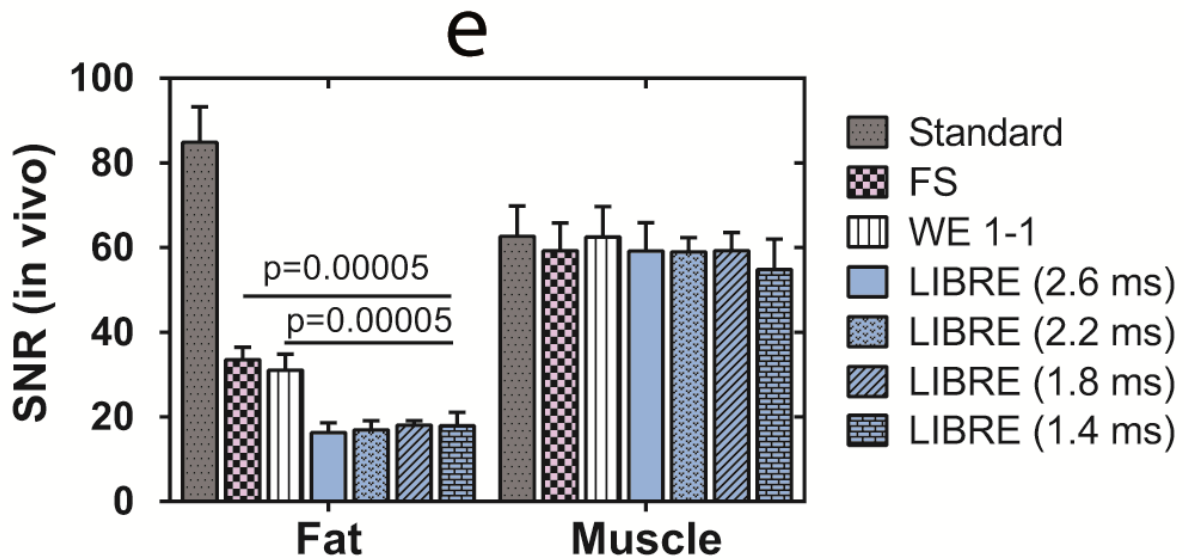 e
SNR (in vivo)
100
80
60
40
20
0
p=0.00005
p=0.00005
Fat
Muscle
Standard
FS
WE 1-1
LIBRE (2.6 ms)
LIBRE (2.2 ms)
LIBRE (1.8 ms)
LIBRE (1.4 ms)